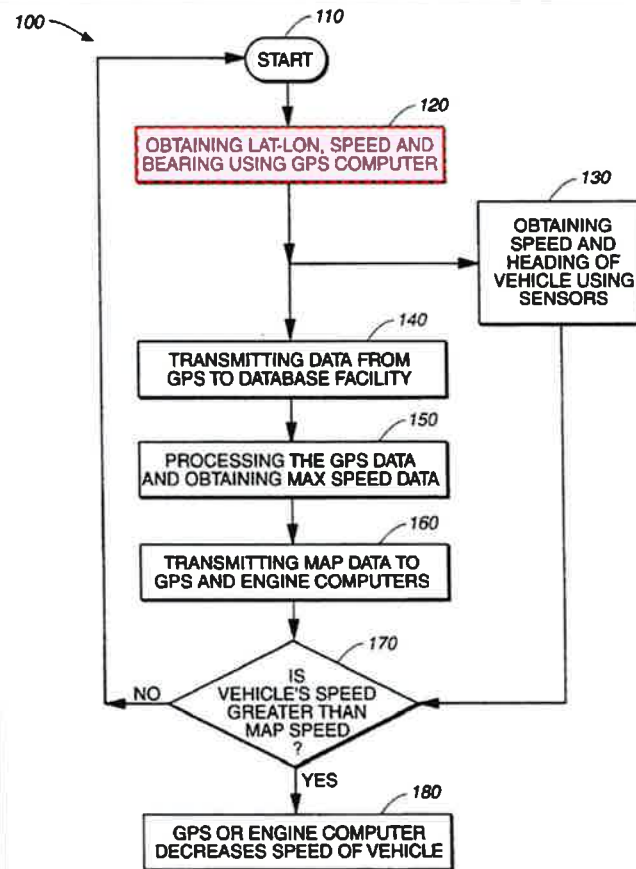 100
110
START
120
OBTAINING LAT-LON, SPEED AND
BEARING USING GPS COMPUTER
130
OBTAINING
SPEED AND
HEADING OF
VEHICLE USING
SENSORS
140
TRANSMITTING DATA FROM
GPS TO DATABASE FACILITY
150
PROCESSING THE GPS DATA
AND OBTAINING MAX SPEED DATA
160
TRANSMITTING MAP DATA TO
GPS AND ENGINE COMPUTERS
170
IS
VEHICLE'S SPEED
GREATER THAN
MAP SPEED
?
NO
YES
180
GPS OR ENGINE COMPUTER
DECREASES SPEED OF VEHICLE